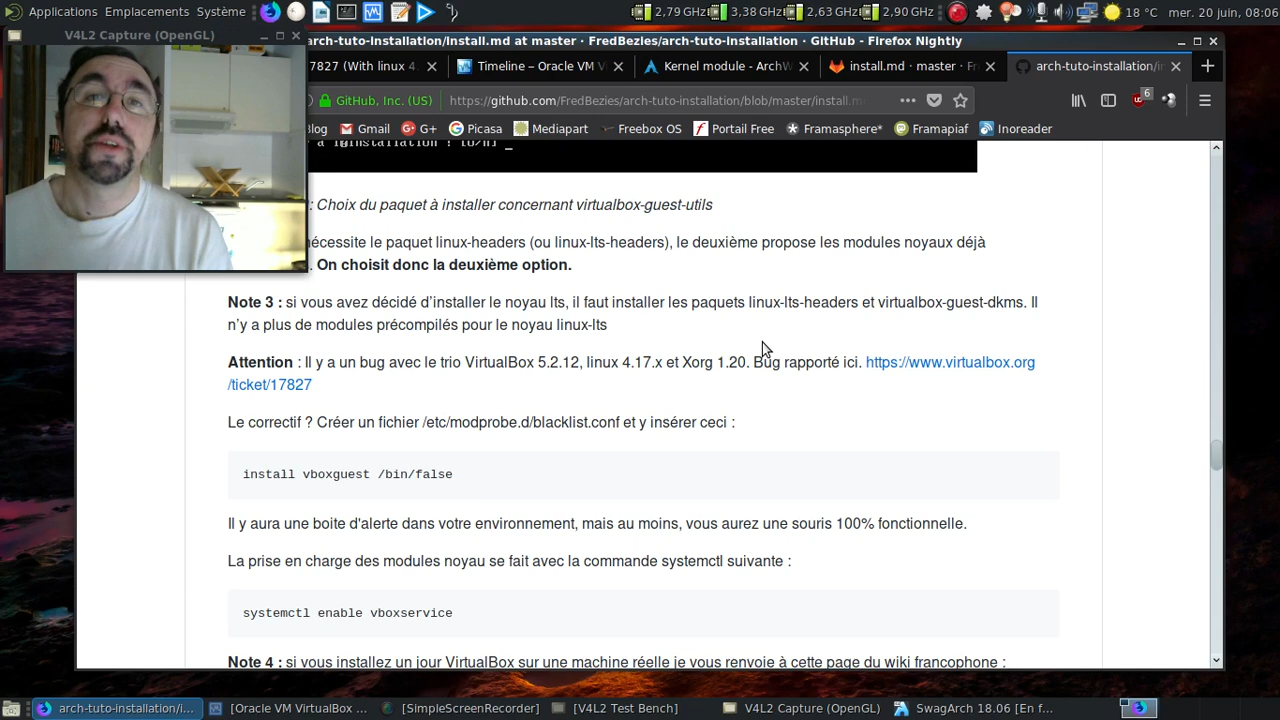 Applications Emplacements Système
2,79 GHz 3,38 GHz 2,63 GHz 2,90 GHz 18 °C mer. 20 juin, 08:06
V4L2 Capture (OpenGL)
arch-tuto-installation/install.md at master · FredBezies/arch-tuto-installation · GitHub - Firefox Nightly
7827 (With linux 4
Timeline – Oracle VM V
Kernel module - ArchW
install.md · master · Fr
arch-tuto-installation/in
GitHub, Inc. (US) https://github.com/FredBezies/arch-tuto-installation/blob/master/install.m
6
Blog Gmail G+ Picasa Mediapart Freebox OS Portail Free Framasphère* Framapiaf Inoreader
: Choix du paquet à installer concernant virtualbox-guest-utils
nécessite le paquet linux-headers (ou linux-lts-headers), le deuxième propose les modules noyaux déjà
. On choisit donc la deuxième option.
Note 3 : si vous avez décidé d’installer le noyau lts, il faut installer les paquets linux-lts-headers et virtualbox-guest-dkms. Il
n’y a plus de modules précompilés pour le noyau linux-lts
Attention : Il y a un bug avec le trio VirtualBox 5.2.12, linux 4.17.x et Xorg 1.20. Bug rapporté ici. https://www.virtualbox.org
/ticket/17827
Le correctif ? Créer un fichier /etc/modprobe.d/blacklist.conf et y insérer ceci :
install vboxguest /bin/false
Il y aura une boite d'alerte dans votre environnement, mais au moins, vous aurez une souris 100% fonctionnelle.
La prise en charge des modules noyau se fait avec la commande systemctl suivante :
systemctl enable vboxservice
Note 4 : si vous installez un jour VirtualBox sur une machine réelle je vous renvoie à cette page du wiki francophone :
arch-tuto-installation/i...
[Oracle VM VirtualBox ...
[SimpleScreenRecorder]
[V4L2 Test Bench]
V4L2 Capture (OpenGL)
SwagArch 18.06 [En f...